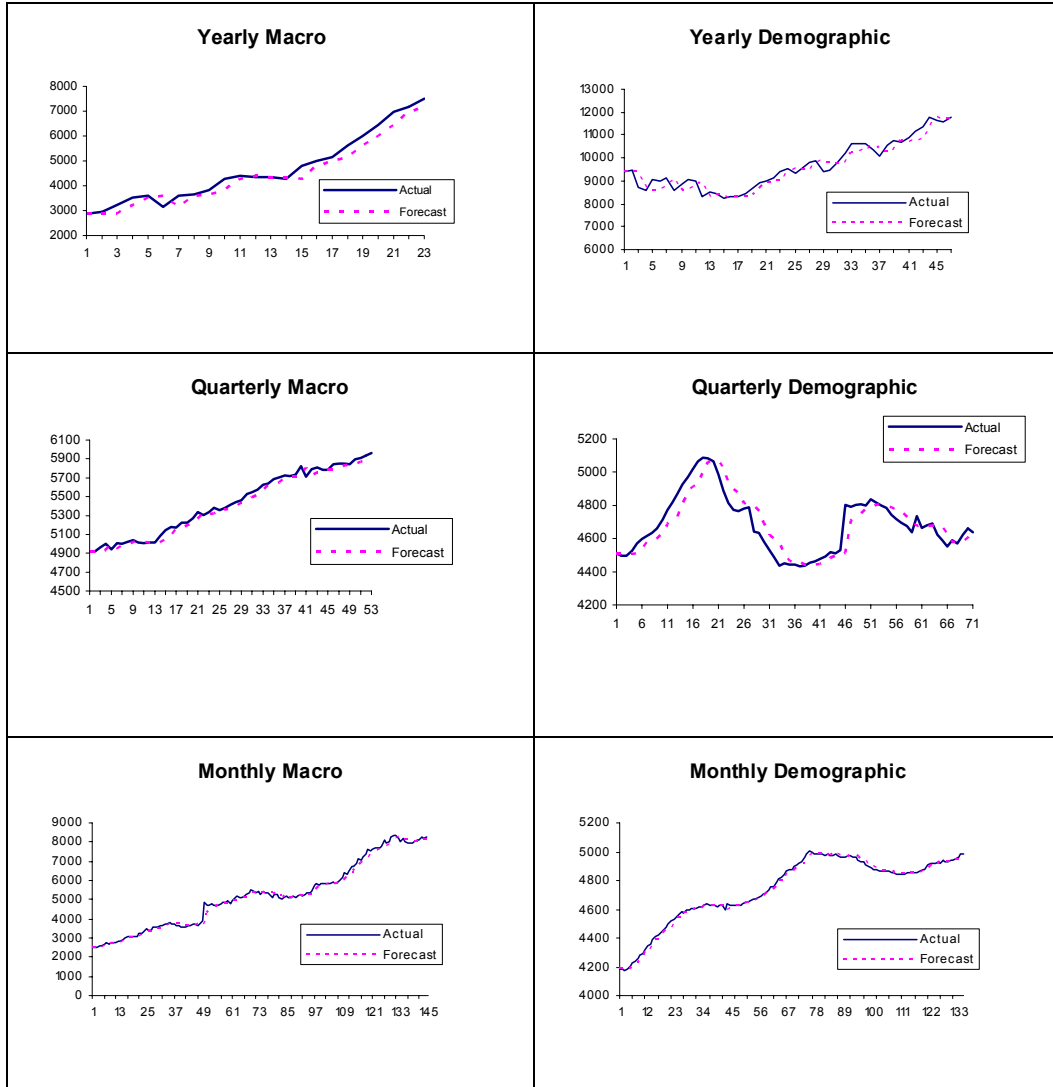 Yearly Macro
8000
7000
6000
5000
4000
3000
2000
1 3 5 7 9 11 13 15 17 19 21 23
Actual
Forecast
Yearly Demographic
13000
12000
11000
10000
9000
8000
7000
6000
1 5 9 13 17 21 25 29 33 37 41 45
Actual
Forecast
Quarterly Macro
6100
5900
5700
5500
5300
5100
4900
4700
4500
1 5 9 13 17 21 25 29 33 37 41 45 49 53
Actual
Forecast
Quarterly Demographic
5200
5000
4800
4600
4400
4200
1 6 11 16 21 26 31 36 41 46 51 56 61 66 71
Actual
Forecast
Monthly Macro
9000
8000
7000
6000
5000
4000
3000
2000
1000
0
1 13 25 37 49 61 73 85 97 109 121 133 145
Actual
Forecast
Monthly Demographic
5200
5000
4800
4600
4400
4200
4000
1 12 23 34 45 56 67 78 89 100 111 122 133
Actual
Forecast